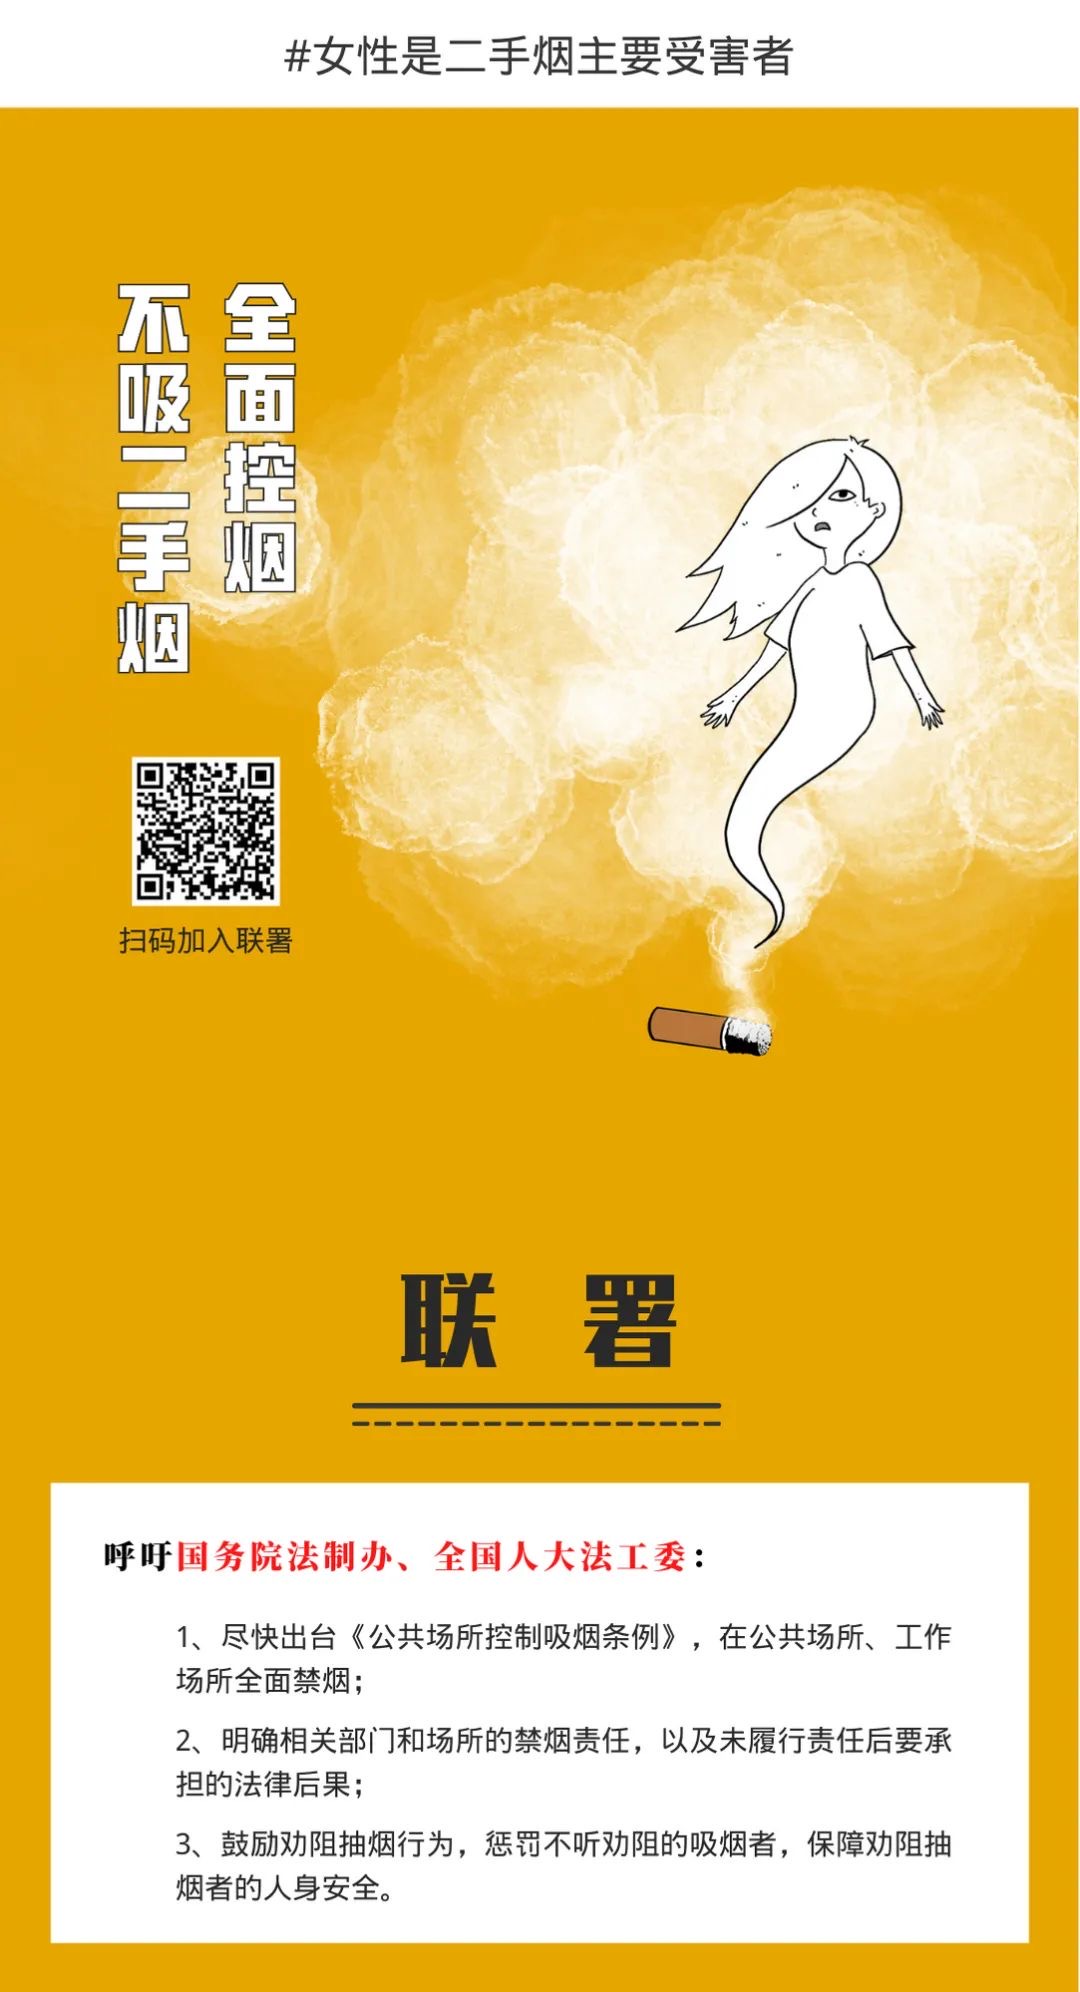 #女性是二手烟主要受害者
全面控烟
不吸二手烟
扫码加入联署
联署
呼吁国务院法制办、全国人大法工委：
1、尽快出台《公共场所控制吸烟条例》，在公共场所、工作
场所全面禁烟；
2、明确相关部门和场所的禁烟责任，以及未履行责任后要承
担的法律后果；
3、鼓励劝阻抽烟行为，惩罚不听劝阻的吸烟者，保障劝阻抽
烟者的人身安全。